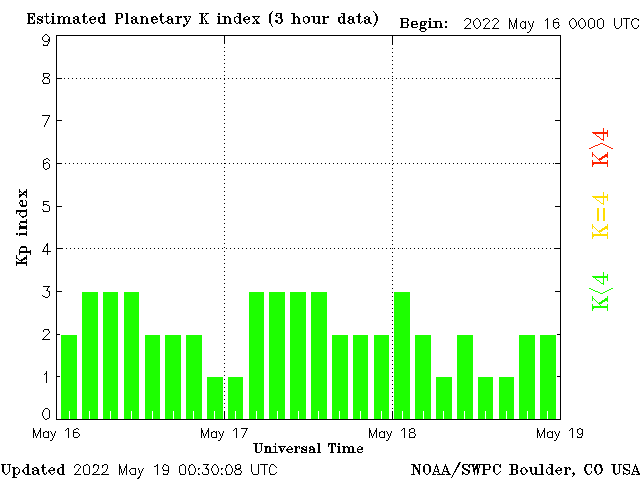 Estimated Planetary K index (3 hour data)
Begin: 2022 May 16 0000 UTC
9
8
7
6
5
4
3
2
1
0
Kp index
K>4
K=4
K<4
May 16 May 17 May 18 May 19
Universal Time
Updated 2022 May 19 00:30:08 UTC
NOAA/SWPC Boulder, CO USA